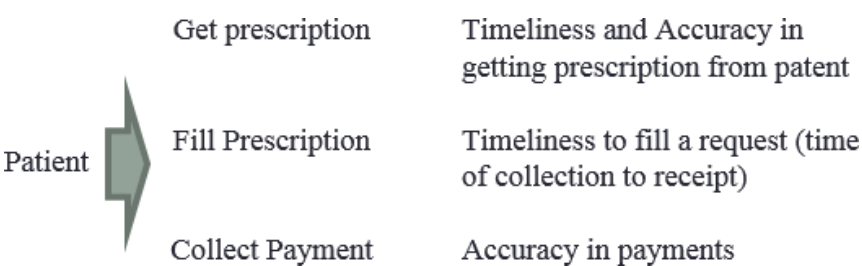 Get prescription
Timeliness and Accuracy in
getting prescription from patent
Patient
Fill Prescription
Timeliness to fill a request (time
of collection to receipt)
Collect Payment
Accuracy in payments